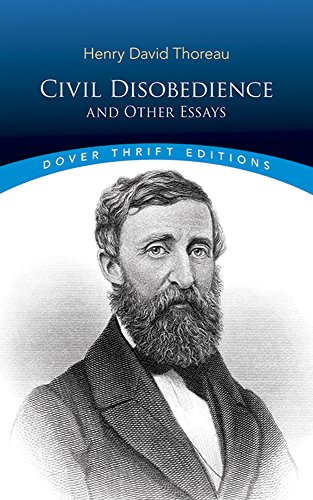 Henry David Thoreau
Civil Disobedience
and Other Essays
DOVER THRIFT EDITIONS